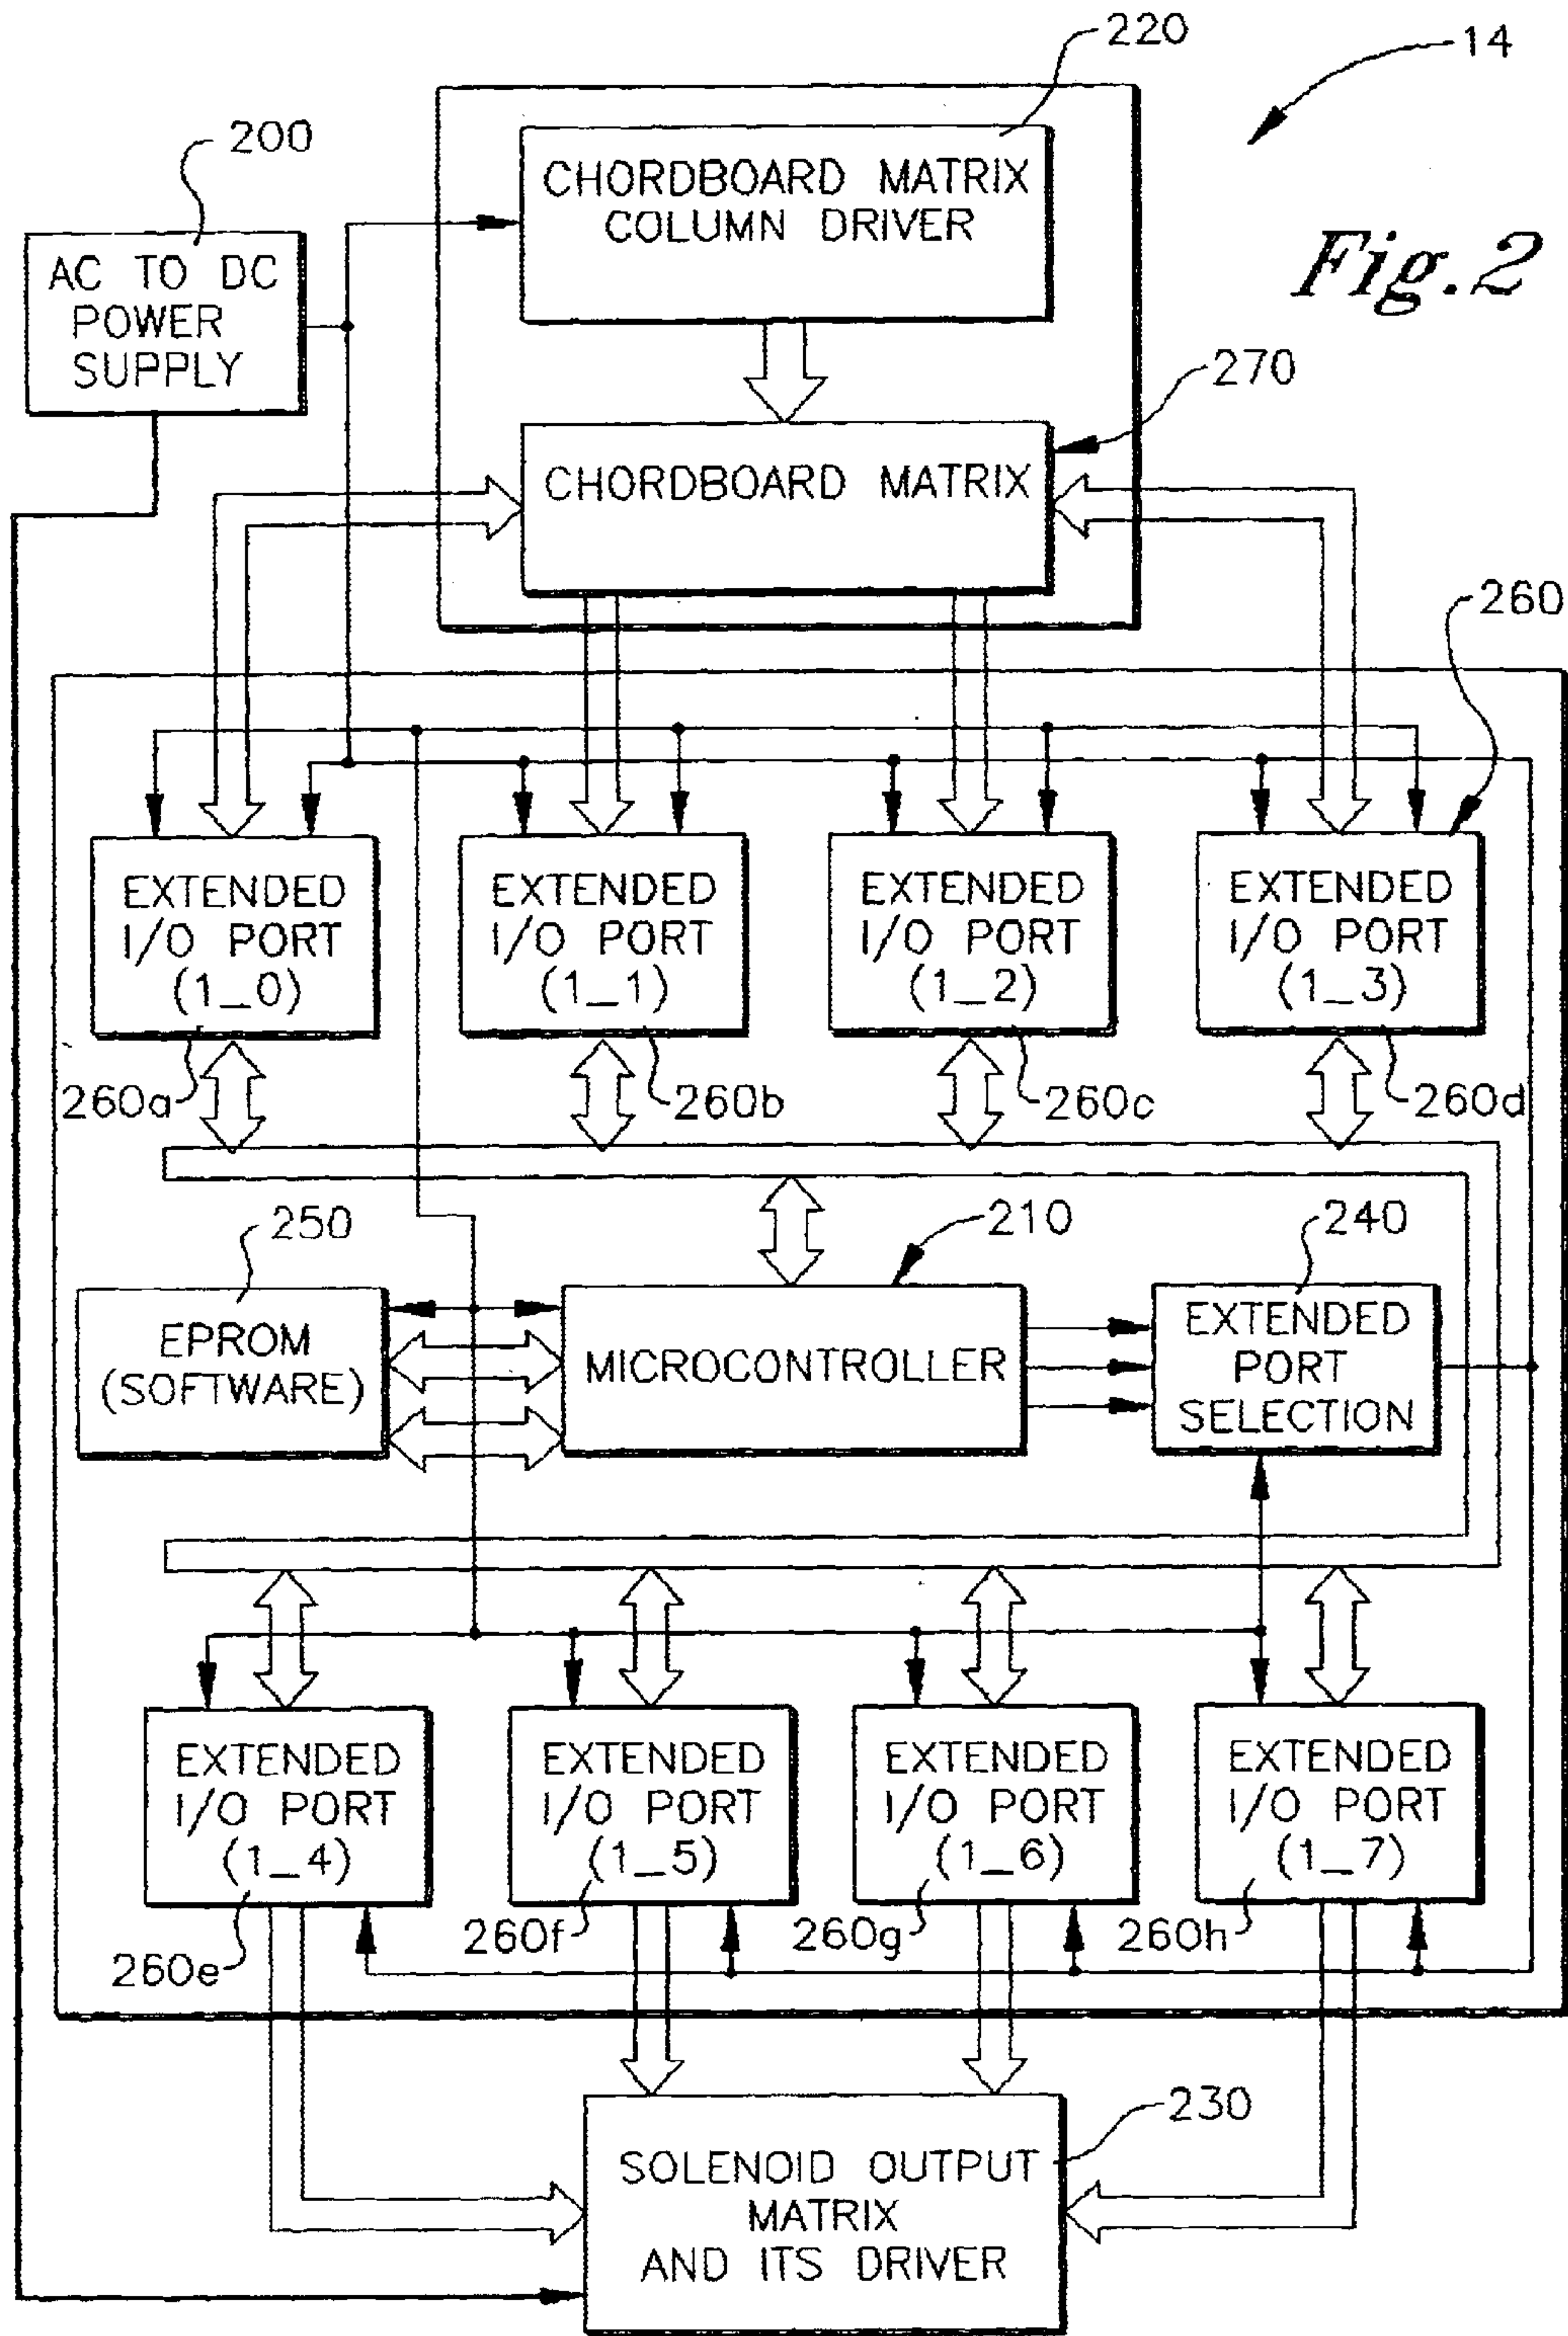 220
14
200
CHORDBOARD MATRIX
COLUMN DRIVER
AC TO DC
POWER
SUPPLY
Fig.2
270
CHORDBOARD MATRIX
260
EXTENDED
I/O PORT
(1_0)
EXTENDED
I/O PORT
(1_1)
EXTENDED
I/O PORT
(1_2)
EXTENDED
I/O PORT
(1_3)
260a
260b
260c
260d
250
210
240
EPROM
(SOFTWARE)
MICROCONTROLLER
EXTENDED
PORT
SELECTION
EXTENDED
I/O PORT
(1_4)
EXTENDED
I/O PORT
(1_5)
EXTENDED
I/O PORT
(1_6)
EXTENDED
I/O PORT
(1_7)
260e
260f
260g
260h
230
SOLENOID OUTPUT
MATRIX
AND ITS DRIVER